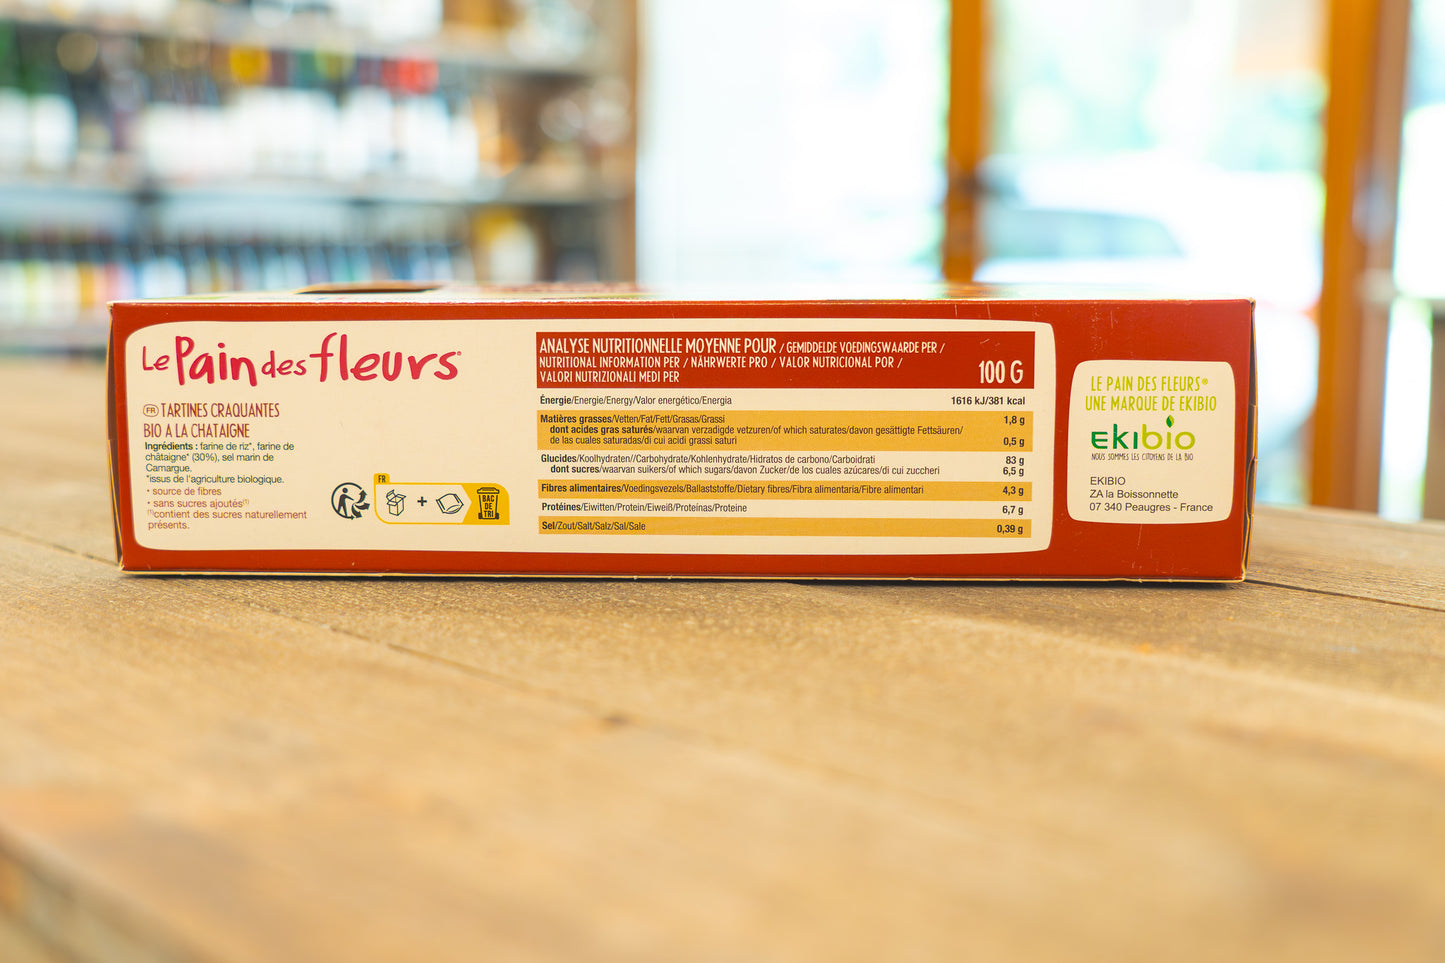 Le Pain des fleurs®
FR TARTINES CRAQUANTES
BIO A LA CHATAIGNE
Ingrédients : farine de riz*, farine de
châtaigne* (30%), sel marin de
Camargue.
*issus de l'agriculture biologique.
• source de fibres
• sans sucres ajoutés(1)
(1)contient des sucres naturellement
présents.
FR
+
BAC
DE
TRI
ANALYSE NUTRITIONNELLE MOYENNE POUR / GEMIDDELDE VOEDINGSWAARDE PER /
NUTRITIONAL INFORMATION PER / NÄHRWERTE PRO / VALOR NUTRICIONAL POR /
VALORI NUTRIZIONALI MEDI PER 100 G
Énergie/Energie/Energy/Valor energético/Energia 1616 kJ/381 kcal
Matières grasses/Vetten/Fat/Fett/Grasas/Grassi 1,8 g
dont acides gras saturés/waarvan verzadigde vetzuren/of which saturates/davon gesättigte Fettsäuren/
de las cuales saturadas/di cui acidi grassi saturi 0,5 g
Glucides/Koolhydraten//Carbohydrate/Kohlenhydrate/Hidratos de carbono/Carboidrati 83 g
dont sucres/waarvan suikers/of which sugars/davon Zucker/de los cuales azúcares/di cui zuccheri 6,5 g
Fibres alimentaires/Voedingsvezels/Ballaststoffe/Dietary fibres/Fibra alimentaria/Fibre alimentari 4,3 g
Protéines/Eiwitten/Protein/Eiweiß/Proteínas/Proteine 6,7 g
Sel/Zout/Salt/Salz/Sal/Sale 0,39 g
LE PAIN DES FLEURS®
UNE MARQUE DE EKIBIO
EKIbIO
NOUS SOMMES LES CITOYENS DE LA BIO
EKIBIO
ZA la Boissonnette
07 340 Peaugres - France